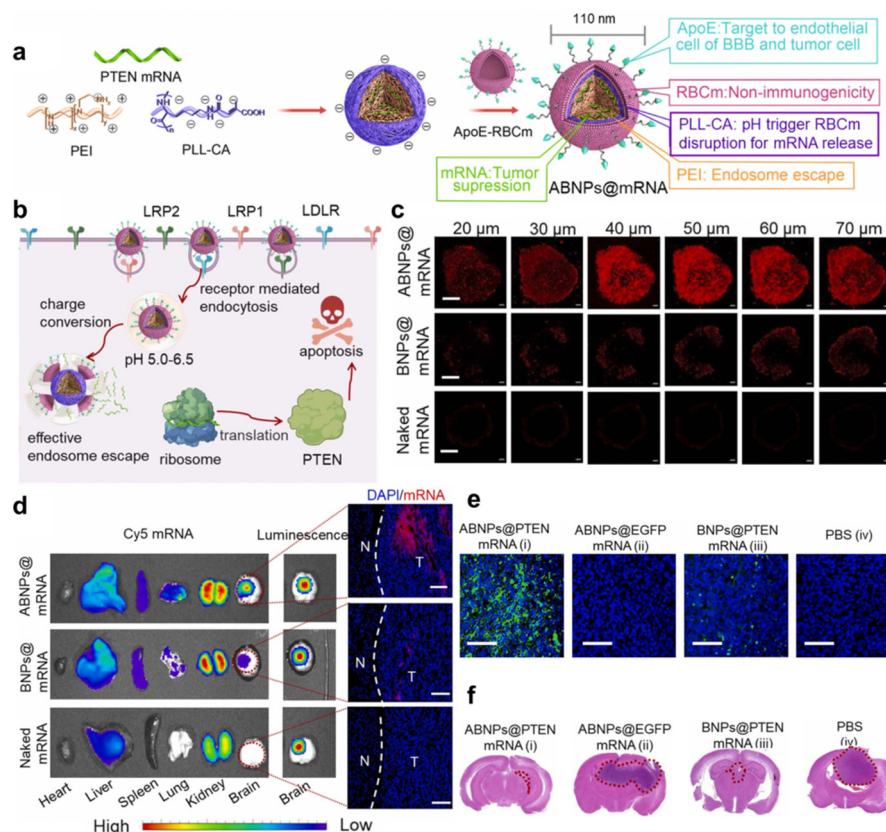 a
PTEN mRNA
PEI
PLL-CA
COOH
NH₂
n
ApoE-RBCm
110 nm
ABNPs@mRNA
mRNA:Tumor
supression
ApoE:Target to endothelial
cell of BBB and tumor cell
RBCm:Non-immunogenicity
PLL-CA: pH trigger RBCm
disruption for mRNA release
PEI: Endosome escape
b
LRP2
LRP1
LDLR
receptor mediated
endocytosis
charge
conversion
pH 5.0-6.5
apoptosis
effective
endosome escape
ribosome
translation
PTEN
c
20 μm
30 μm
40 μm
50 μm
60 μm
70 μm
ABNPs@
mRNA
BNPs@
mRNA
Naked
mRNA
d
Cy5 mRNA
Luminescence
DAPI/mRNA
ABNPs@
mRNA
BNPs@
mRNA
Naked
mRNA
N
T
N
T
N
T
Heart
Liver
Spleen
Lung
Kidney
Brain
Brain
High
Low
e
ABNPs@PTEN
mRNA (i)
ABNPs@EGFP
mRNA (ii)
BNPs@PTEN
mRNA (iii)
PBS (iv)
f
ABNPs@PTEN
mRNA (i)
ABNPs@EGFP
mRNA (ii)
BNPs@PTEN
mRNA (iii)
PBS
(iv)